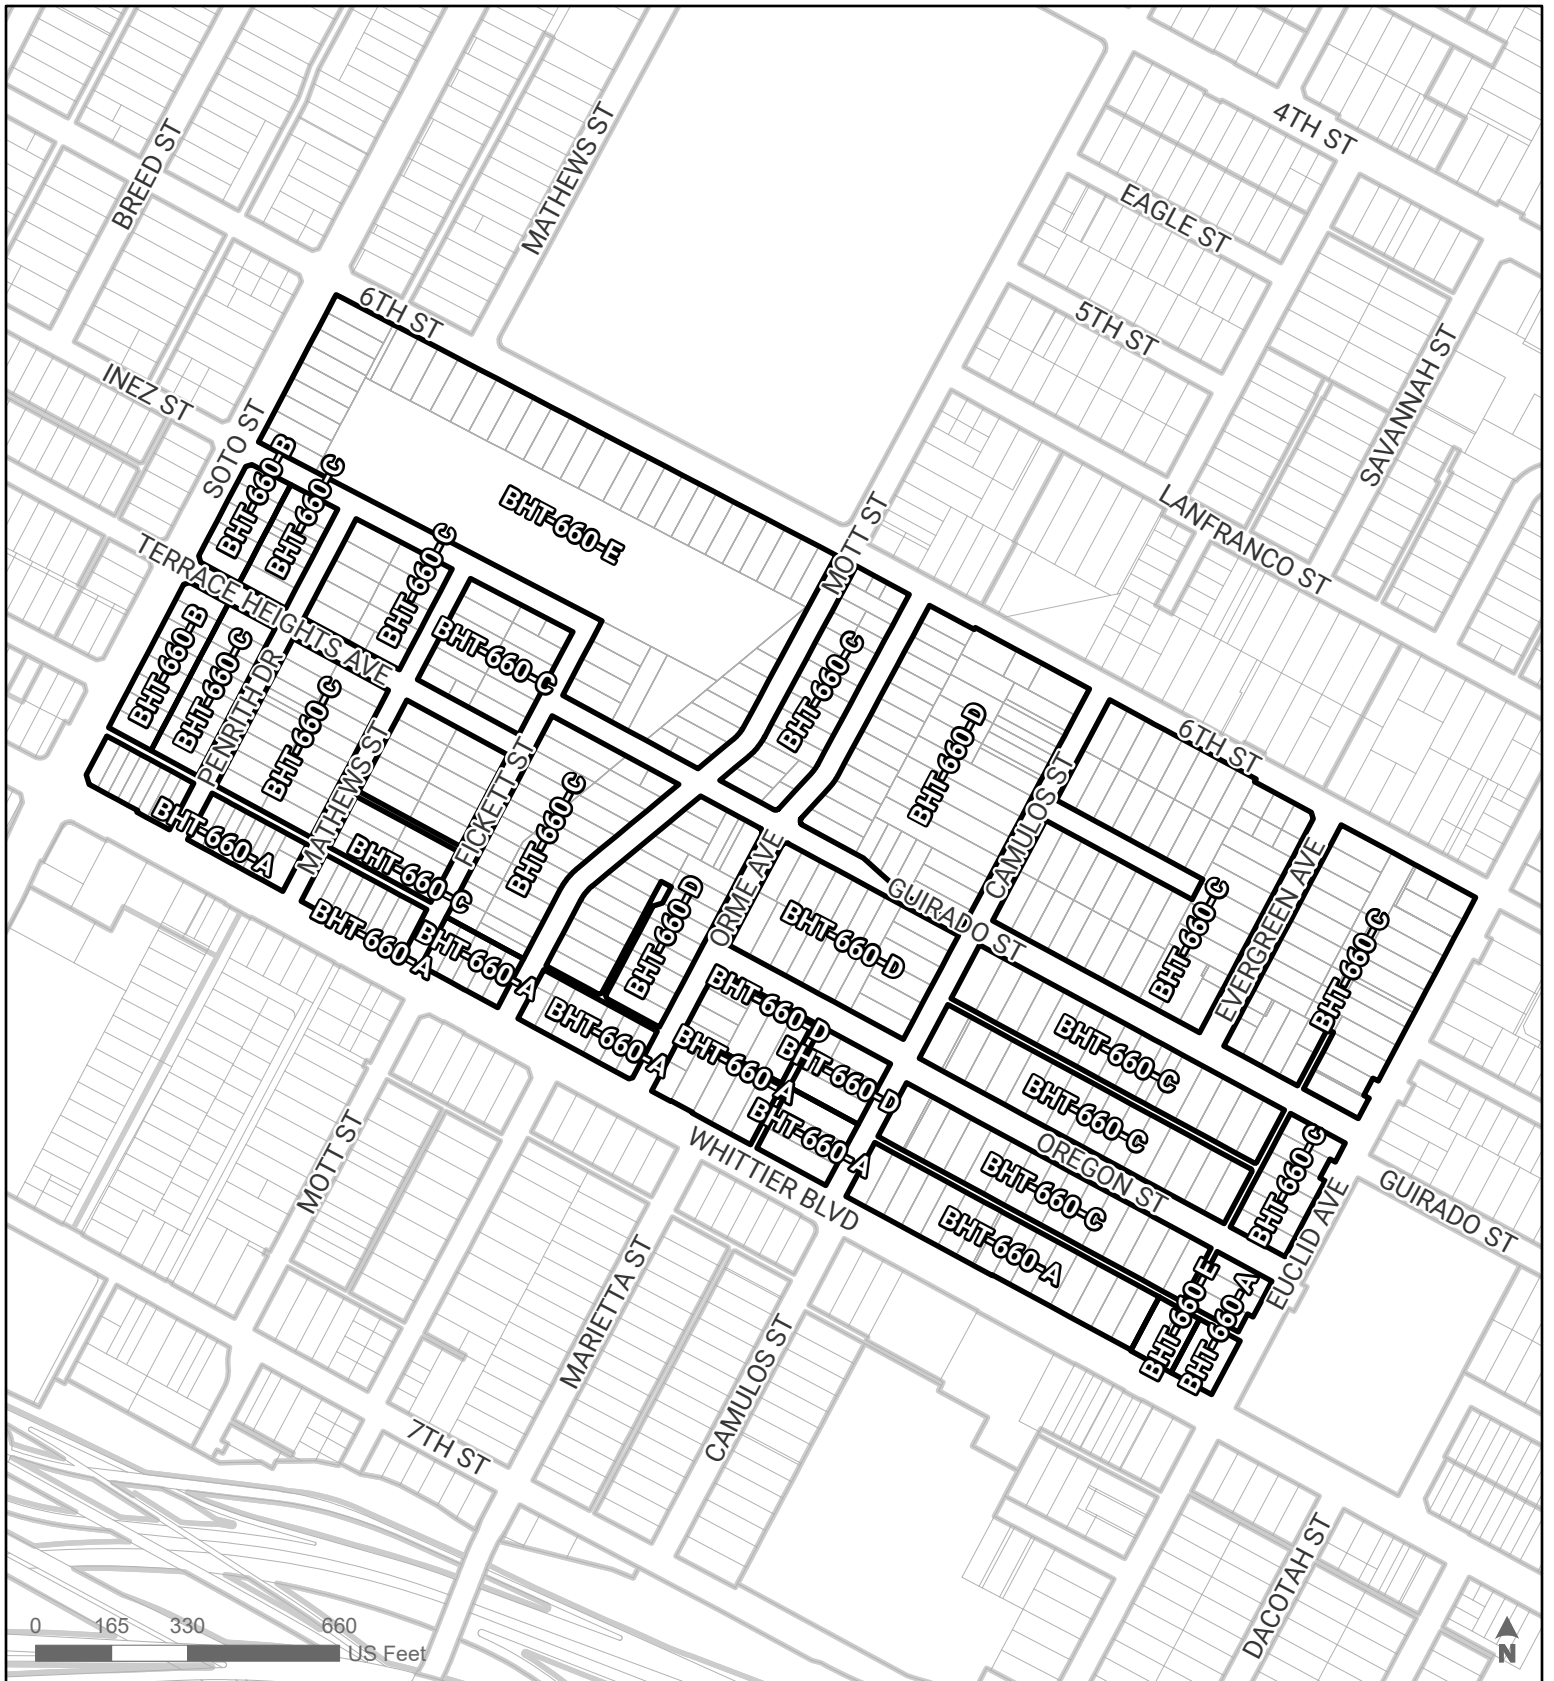 4TH ST
BREED ST
MATHEWS ST
EAGLE ST
6TH ST
5TH ST
SAVANNAH ST
INEZ ST
SOTO ST
BHT-660-B
BHT-660-C
BHT-660-E
MOTT ST
LANFRANCO ST
BHT-660-C
TERRACE HEIGHTS AVE
BHT-660-C
BHT-660-B
BHT-660-C
PENRITH DR
BHT-660-C
MATHEWS ST
BHT-660-C
BHT-660-D
6TH ST
CAMULOS ST
FICKETT ST
BHT-660-C
BHT-660-A
BHT-660-C
BHT-660-A
BHT-660-A
BHT-660-D
ORME AVE
BHT-660-D
GUIRADO ST
BHT-660-C
EVERGREEN AVE
BHT-660-C
BHT-660-A
BHT-660-D
BHT-660-A
BHT-660-D
BHT-660-A
BHT-660-C
BHT-660-C
OREGON ST
BHT-660-C
BHT-660-C
EUCLID AVE
GUIRADO ST
WHITTIER BLVD
MOTT ST
BHT-660-A
BHT-660-E
BHT-660-A
MARIETTA ST
CAMULOS ST
7TH ST
DACOTAH ST
0 165 330 660
US Feet
N